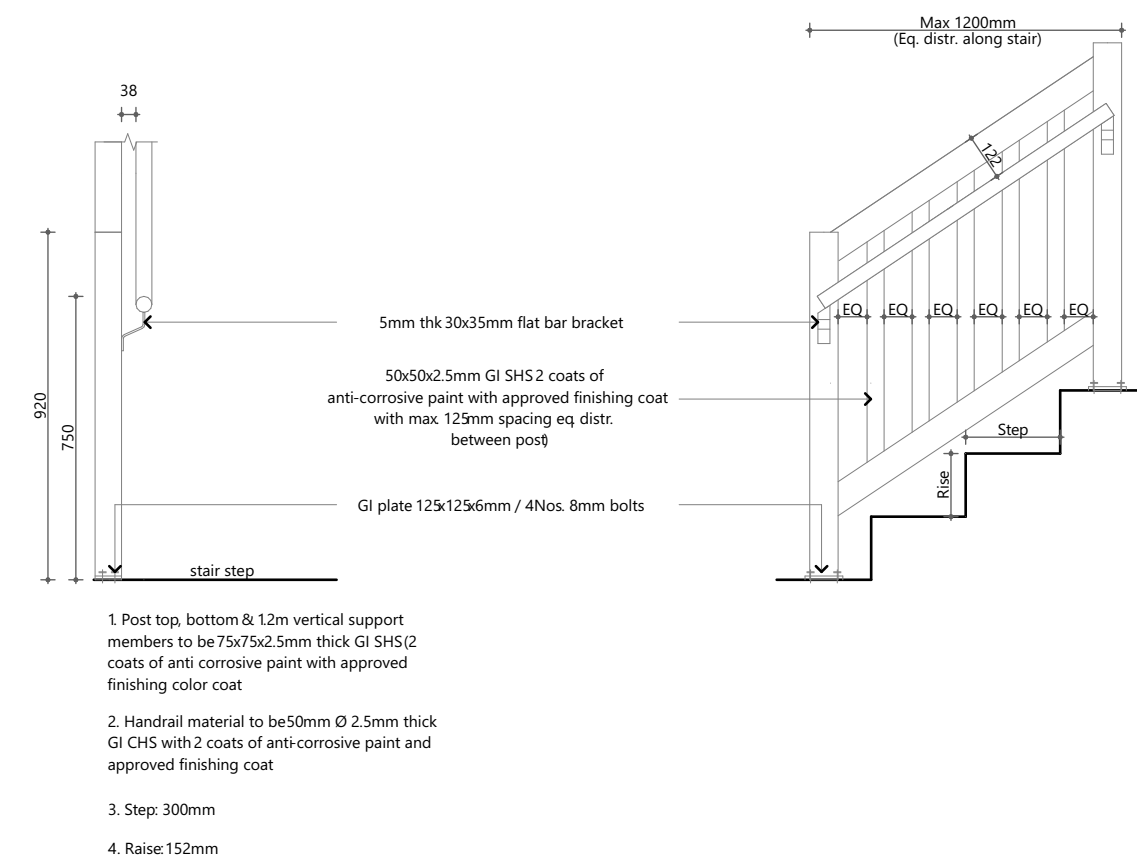 Max 1200mm
(Eq. distr. along stair)
38
122
EQ
EQ
EQ
EQ
EQ
EQ
5mm thk 30x35mm flat bar bracket
50x50x2.5mm GI SHS 2 coats of
anti-corrosive paint with approved finishing coat
with max. 125mm spacing eq. distr.
between post)
920
750
Step
Rise
GI plate 125x125x6mm / 4Nos. 8mm bolts
stair step
1. Post top, bottom & 1.2m vertical support
members to be 75x75x2.5mm thick GI SHS (2
coats of anti corrosive paint with approved
finishing color coat
2. Handrail material to be 50mm Ø 2.5mm thick
GI CHS with 2 coats of anti-corrosive paint and
approved finishing coat
3. Step: 300mm
4. Raise: 152mm